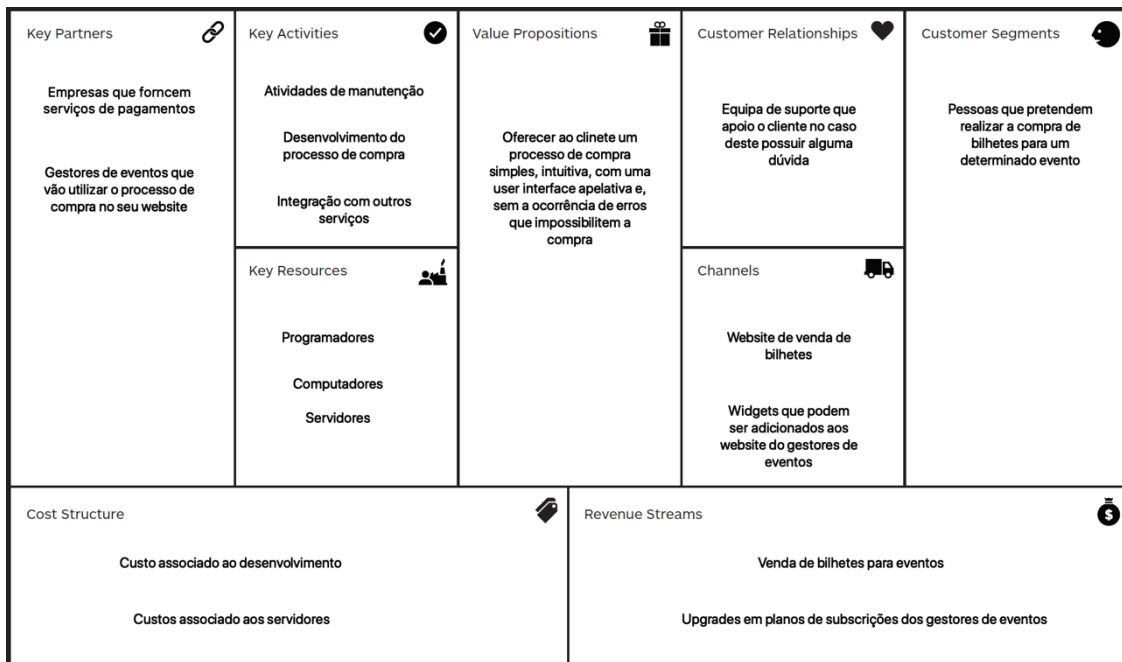 Key Partners
Empresas que forncem
serviços de pagamentos
Gestores de eventos que
vão utilizar o processo de
compra no seu website
Key Activities
Atividades de manutenção
Desenvolvimento do
processo de compra
Integração com outros
serviços
Key Resources
Programadores
Computadores
Servidores
Value Propositions
Oferecer ao clinete um
processo de compra
simples, intuitiva, com uma
user interface apelativa e,
sem a ocorrência de erros
que impossibilitem a
compra
Customer Relationships
Equipa de suporte que
apoio o cliente no caso
deste possuir alguma
dúvida
Channels
Website de venda de
bilhetes
Widgets que podem
ser adicionados aos
website do gestores de
eventos
Customer Segments
Pessoas que pretendem
realizar a compra de
bilhetes para um
determinado evento
Cost Structure
Custo associado ao desenvolvimento
Custos associado aos servidores
Revenue Streams
$
Venda de bilhetes para eventos
Upgrades em planos de subscrições dos gestores de eventos